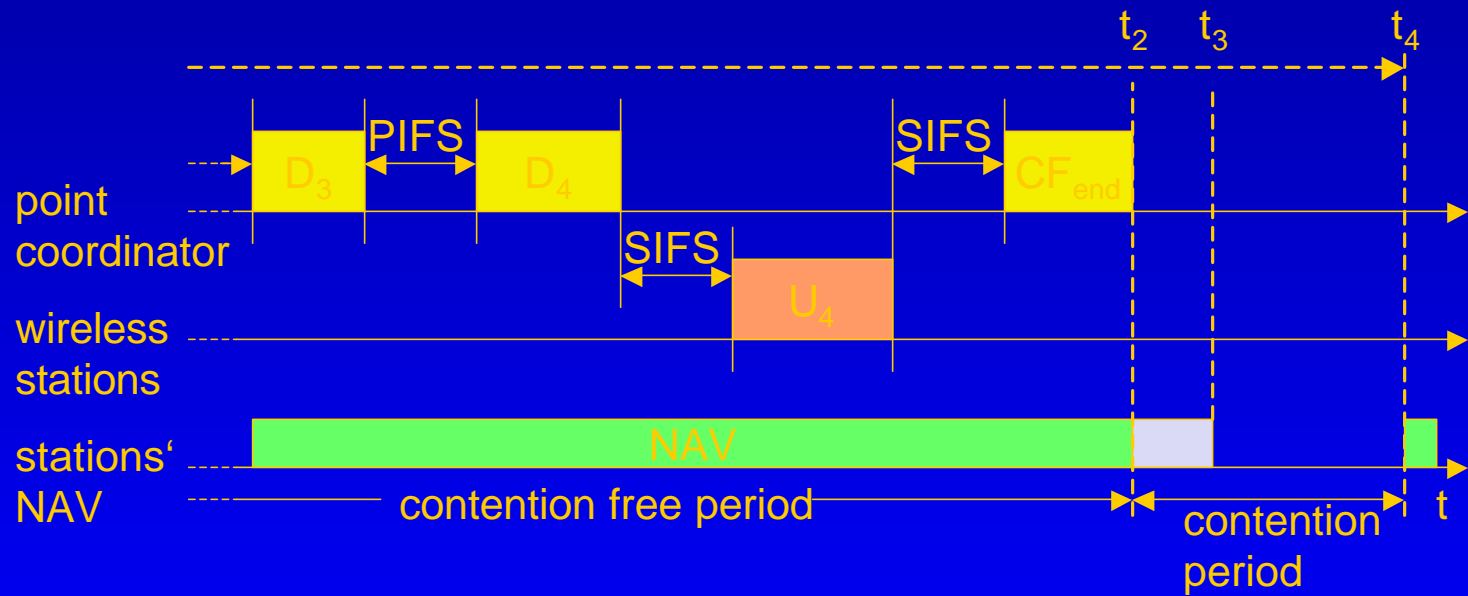 t2 t3 t4
PIFS SIFS
D3 D4 CFend
point
coordinator
SIFS
U4
wireless
stations
NAV
stations‘
NAV
contention free period t
contention
period